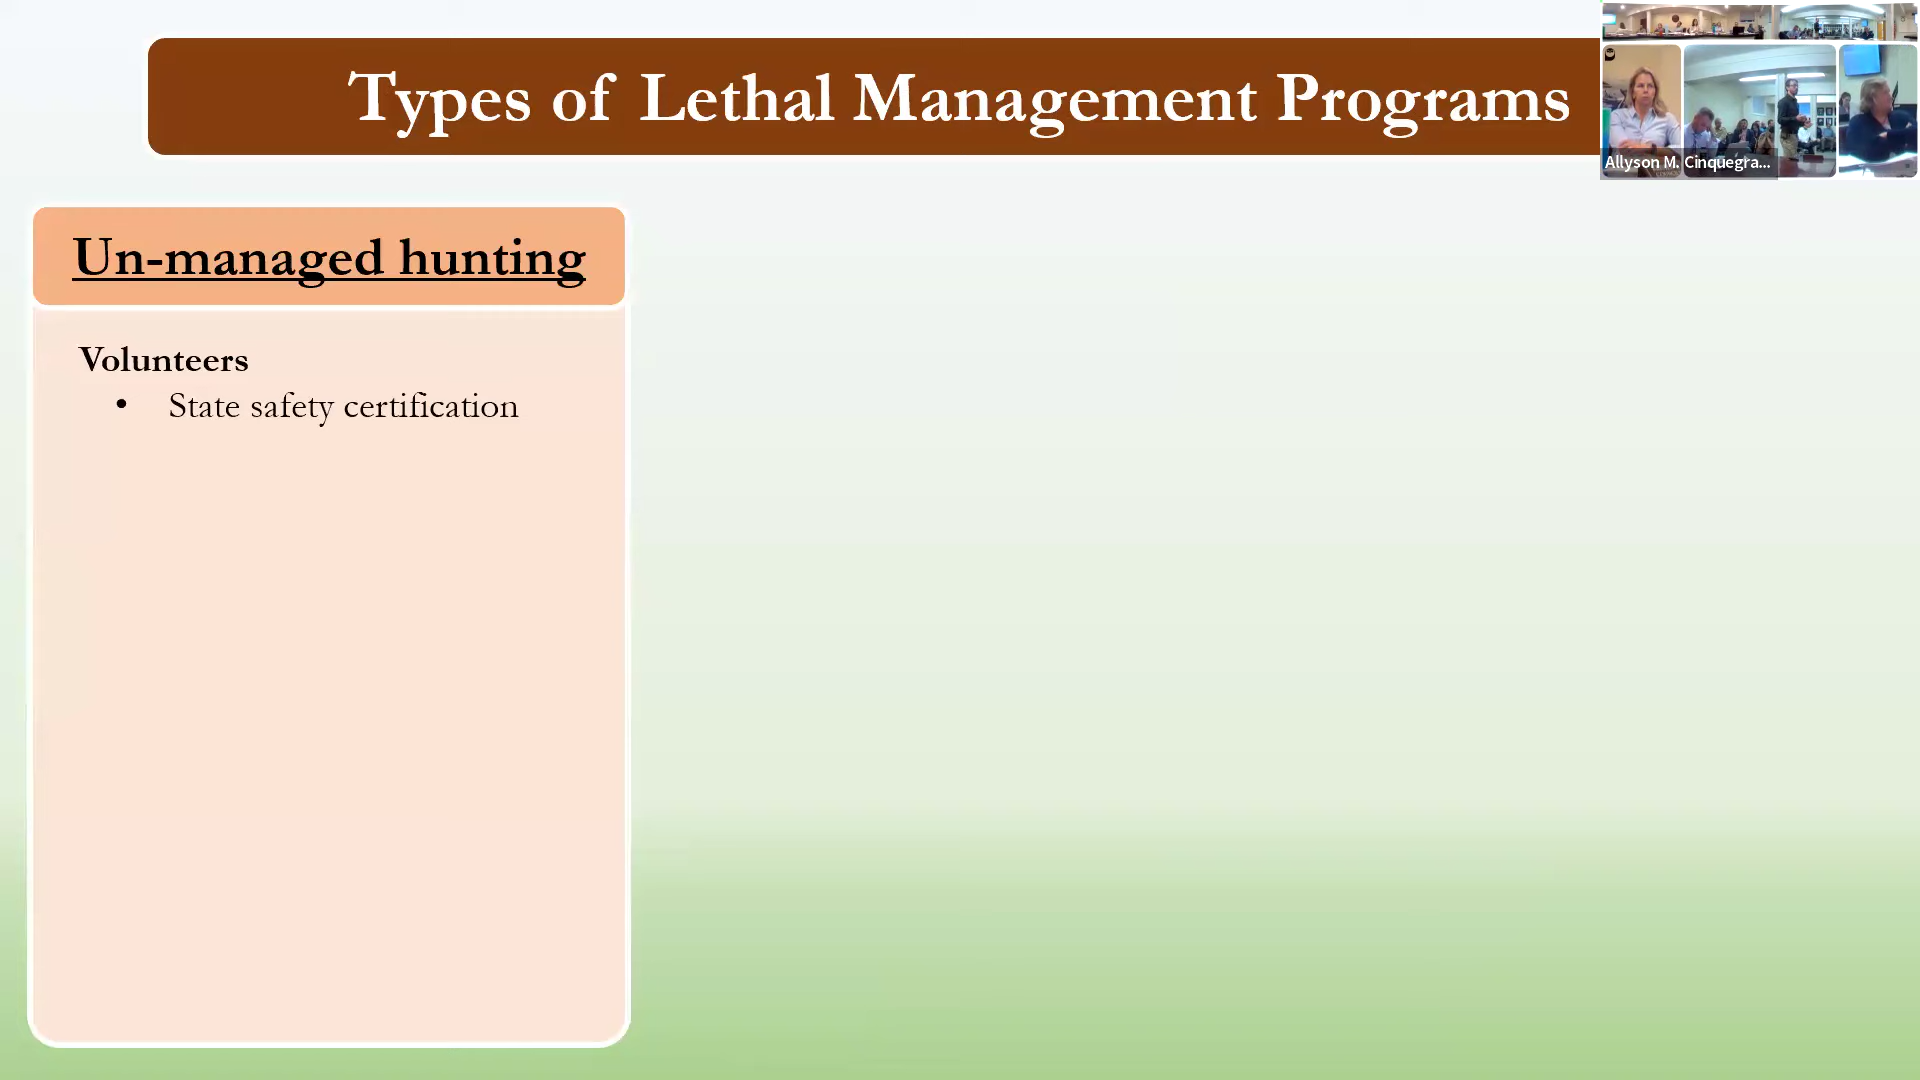 Types of Lethal Management Programs
Allyson M. Cinquegra...
Un-managed hunting
Volunteers
• State safety certification